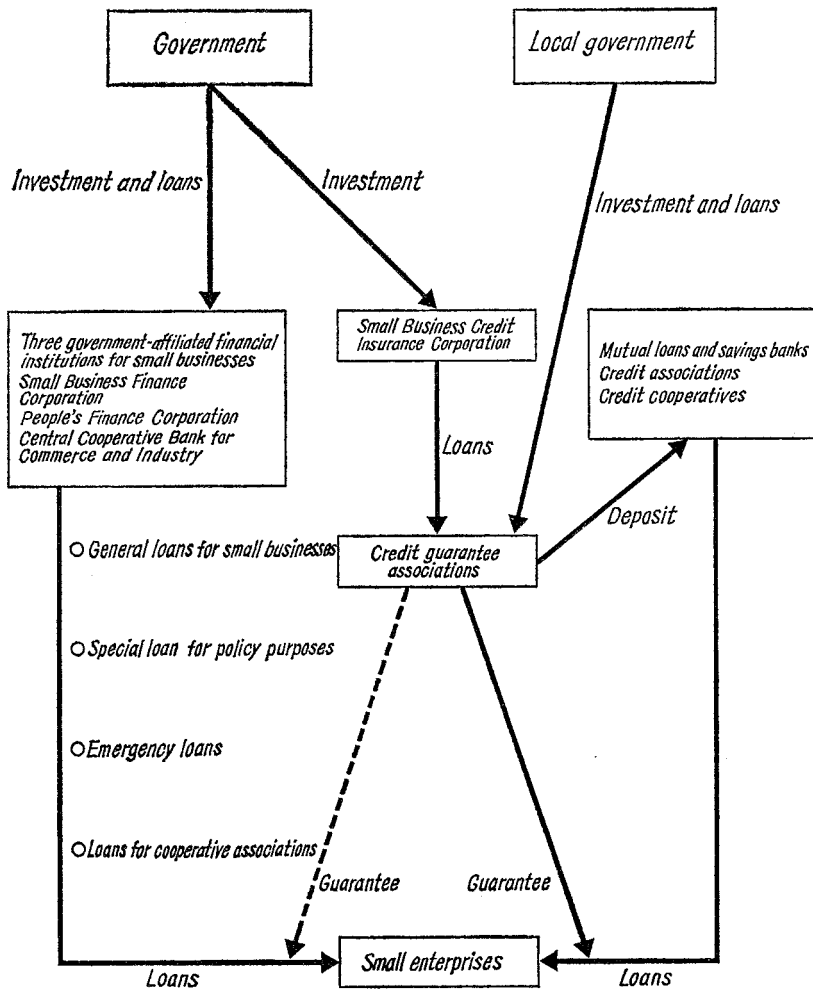 Government
Local government
Investment and loans
Investment
Investment and loans
Three government-affiliated financial
institutions for small businesses
Small Business Finance
Corporation
People's Finance Corporation
Central Cooperative Bank for
Commerce and Industry
Small Business Credit
Insurance Corporation
Mutual loans and savings banks
Credit associations
Credit cooperatives
Loans
Deposit
Credit guarantee
associations
General loans for small businesses
Special loan for policy purposes
Emergency loans
Loans for cooperative associations
Guarantee
Guarantee
Small enterprises
Loans
Loans